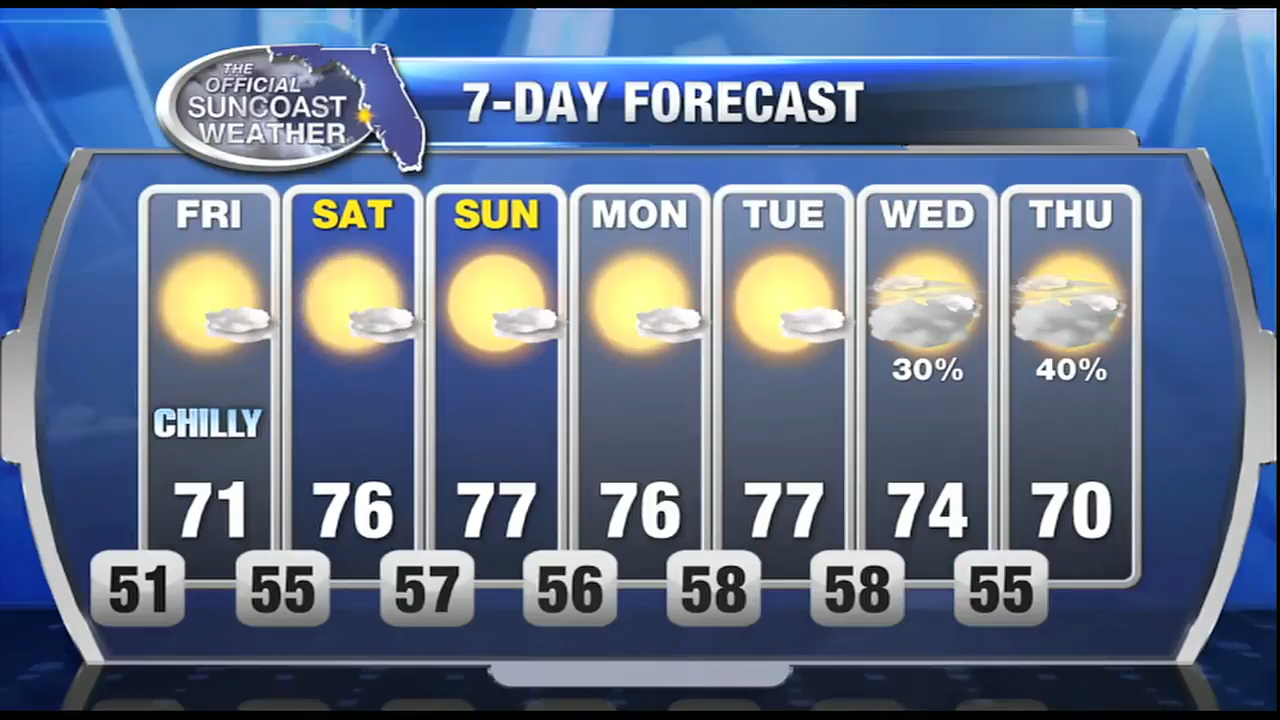 THE
OFFICIAL
SUNCOAST
WEATHER
7-DAY FORECAST
FRI SAT SUN MON TUE WED THU
30% 40%
CHILLY
71 76 77 76 77 74 70
51 55 57 56 58 58 55